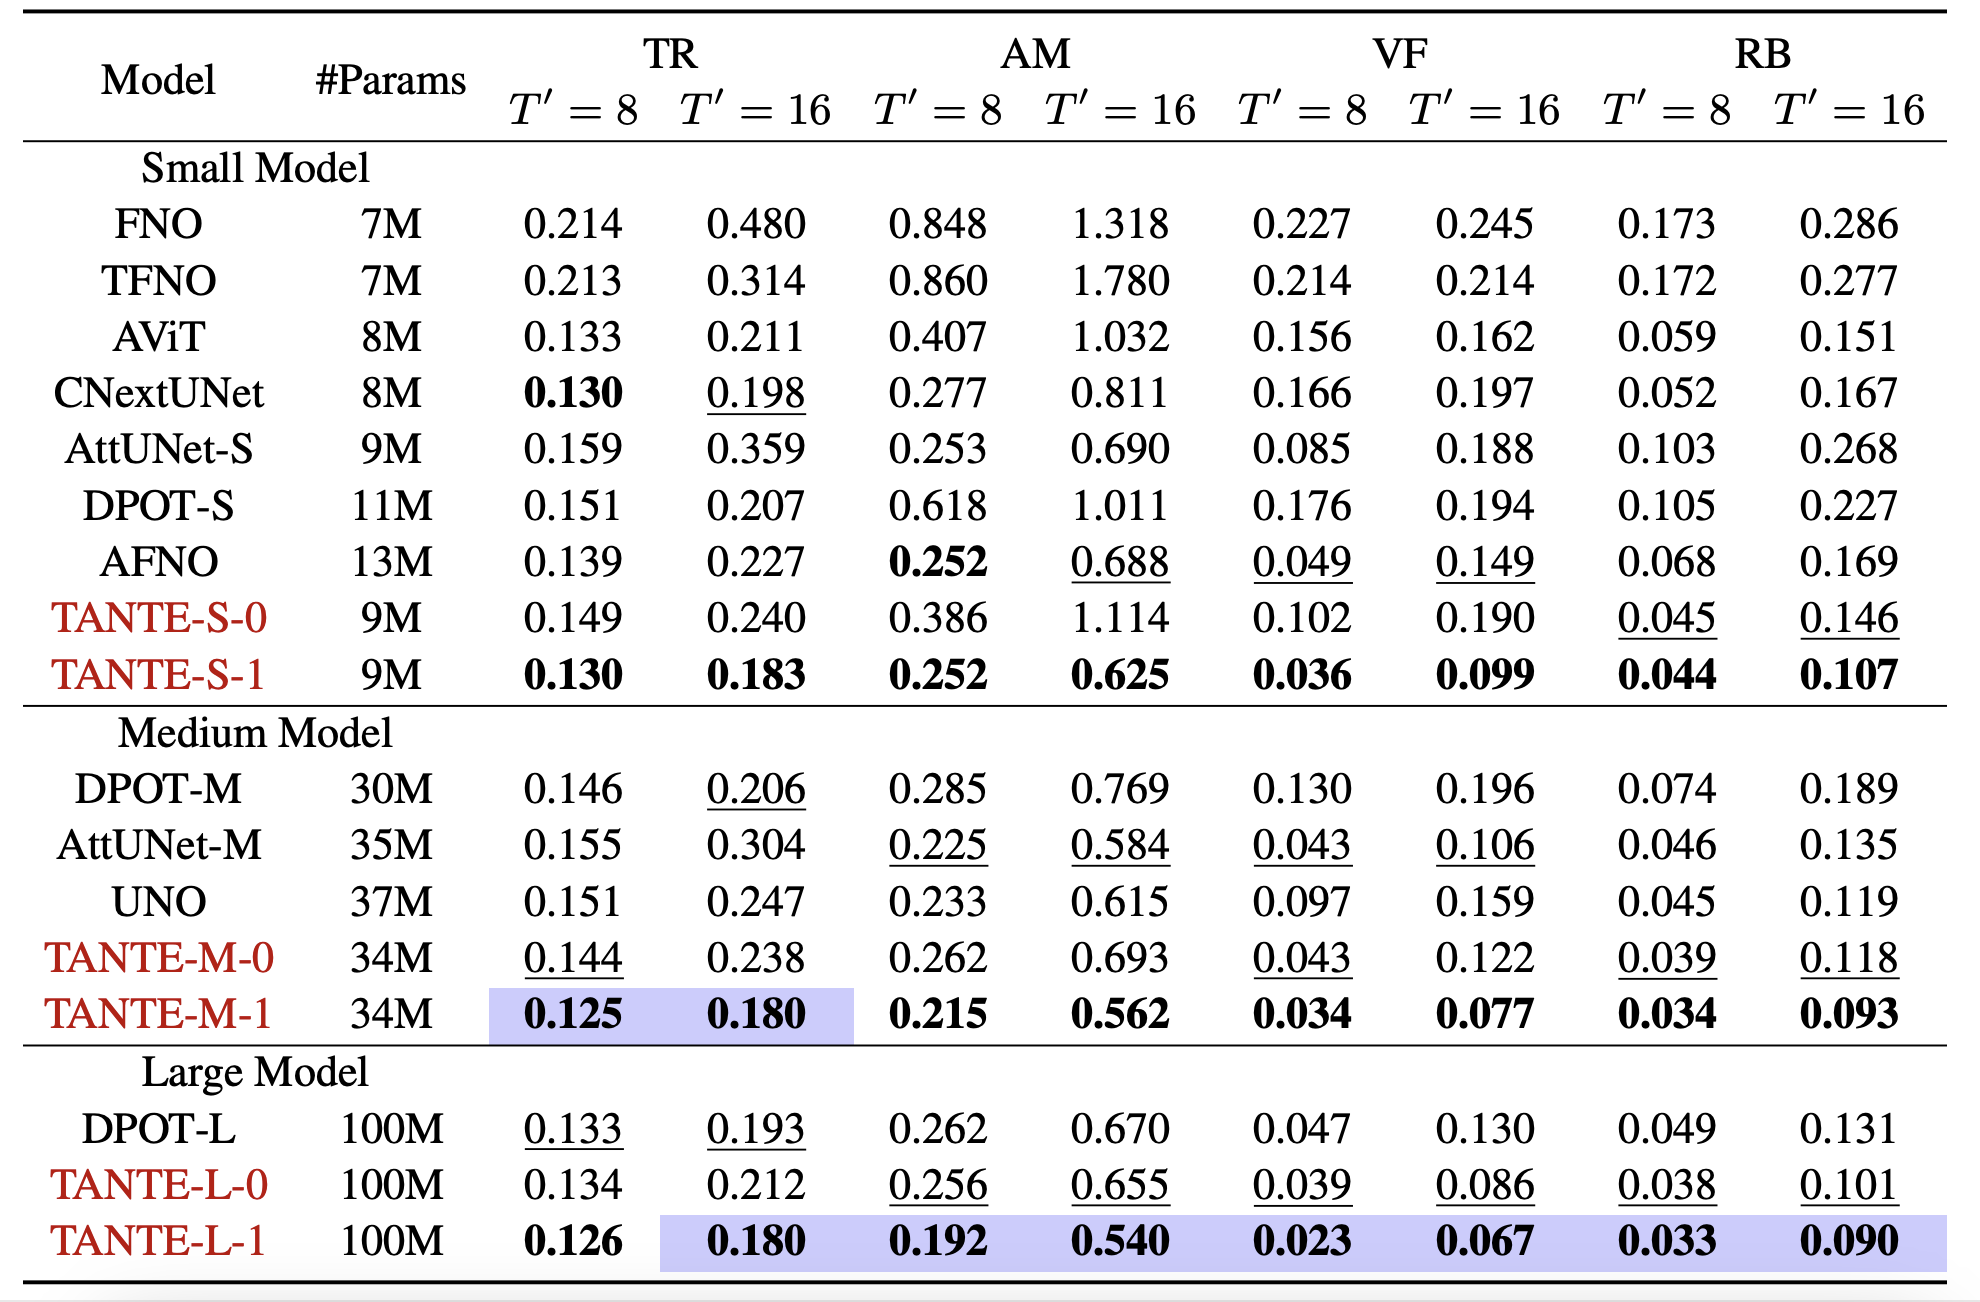 Model #Params TR AM VF RB
T′ = 8 T′ = 16 T′ = 8 T′ = 16 T′ = 8 T′ = 16 T′ = 8 T′ = 16
Small Model
FNO 7M 0.214 0.480 0.848 1.318 0.227 0.245 0.173 0.286
TFNO 7M 0.213 0.314 0.860 1.780 0.214 0.214 0.172 0.277
AViT 8M 0.133 0.211 0.407 1.032 0.156 0.162 0.059 0.151
CNextUNet 8M 0.130 0.198 0.277 0.811 0.166 0.197 0.052 0.167
AttUNet-S 9M 0.159 0.359 0.253 0.690 0.085 0.188 0.103 0.268
DPOT-S 11M 0.151 0.207 0.618 1.011 0.176 0.194 0.105 0.227
AFNO 13M 0.139 0.227 0.252 0.688 0.049 0.149 0.068 0.169
TANTE-S-0 9M 0.149 0.240 0.386 1.114 0.102 0.190 0.045 0.146
TANTE-S-1 9M 0.130 0.183 0.252 0.625 0.036 0.099 0.044 0.107
Medium Model
DPOT-M 30M 0.146 0.206 0.285 0.769 0.130 0.196 0.074 0.189
AttUNet-M 35M 0.155 0.304 0.225 0.584 0.043 0.106 0.046 0.135
UNO 37M 0.151 0.247 0.233 0.615 0.097 0.159 0.045 0.119
TANTE-M-0 34M 0.144 0.238 0.262 0.693 0.043 0.122 0.039 0.118
TANTE-M-1 34M 0.125 0.180 0.215 0.562 0.034 0.077 0.034 0.093
Large Model
DPOT-L 100M 0.133 0.193 0.262 0.670 0.047 0.130 0.049 0.131
TANTE-L-0 100M 0.134 0.212 0.256 0.655 0.039 0.086 0.038 0.101
TANTE-L-1 100M 0.126 0.180 0.192 0.540 0.023 0.067 0.033 0.090